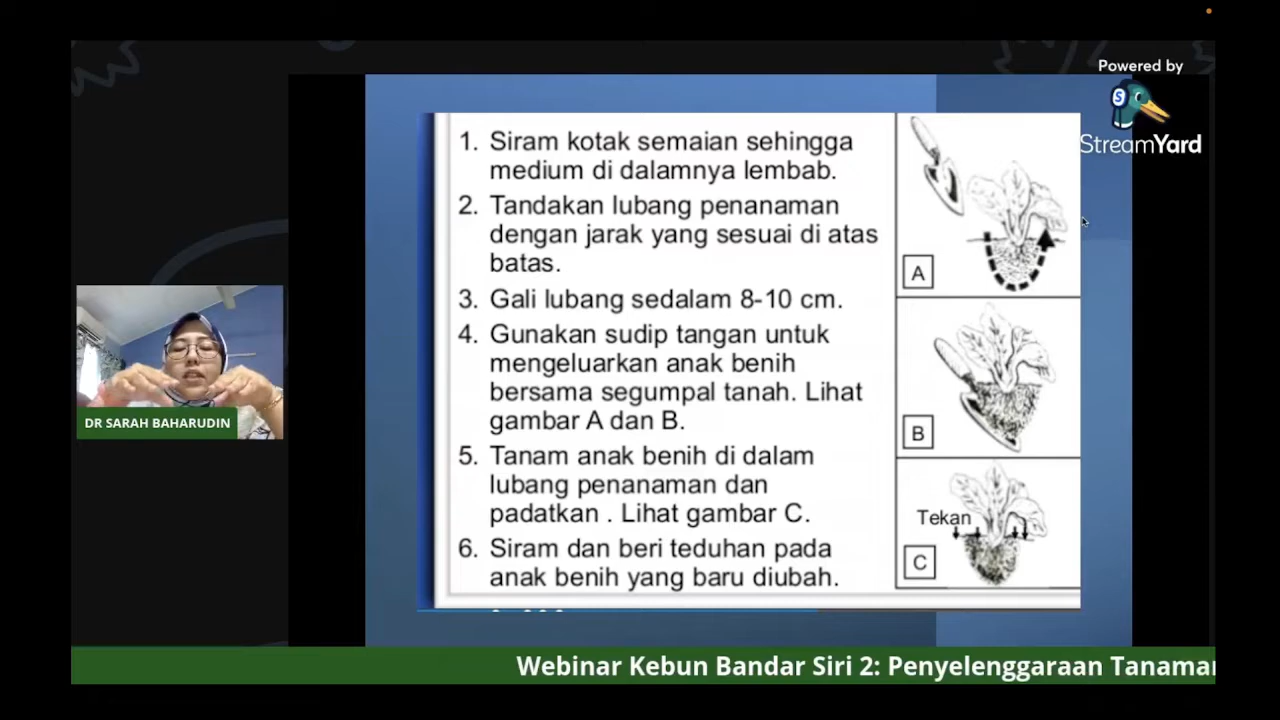 Powered by
StreamYard
1. Siram kotak semaian sehingga
medium di dalamnya lembab.
2. Tandakan lubang penanaman
dengan jarak yang sesuai di atas
batas.
3. Gali lubang sedalam 8-10 cm.
4. Gunakan sudip tangan untuk
mengeluarkan anak benih
bersama segumpal tanah. Lihat
gambar A dan B.
5. Tanam anak benih di dalam
lubang penanaman dan
padatkan . Lihat gambar C.
6. Siram dan beri teduhan pada
anak benih yang baru diubah.
A
B
Tekan
C
DR SARAH BAHARUDIN
Webinar Kebun Bandar Siri 2: Penyelenggaraan Tanaman